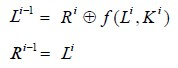 L^{i-1} = R^i ⊕ f(L^i, K^i)
R^{i-1} = L^i